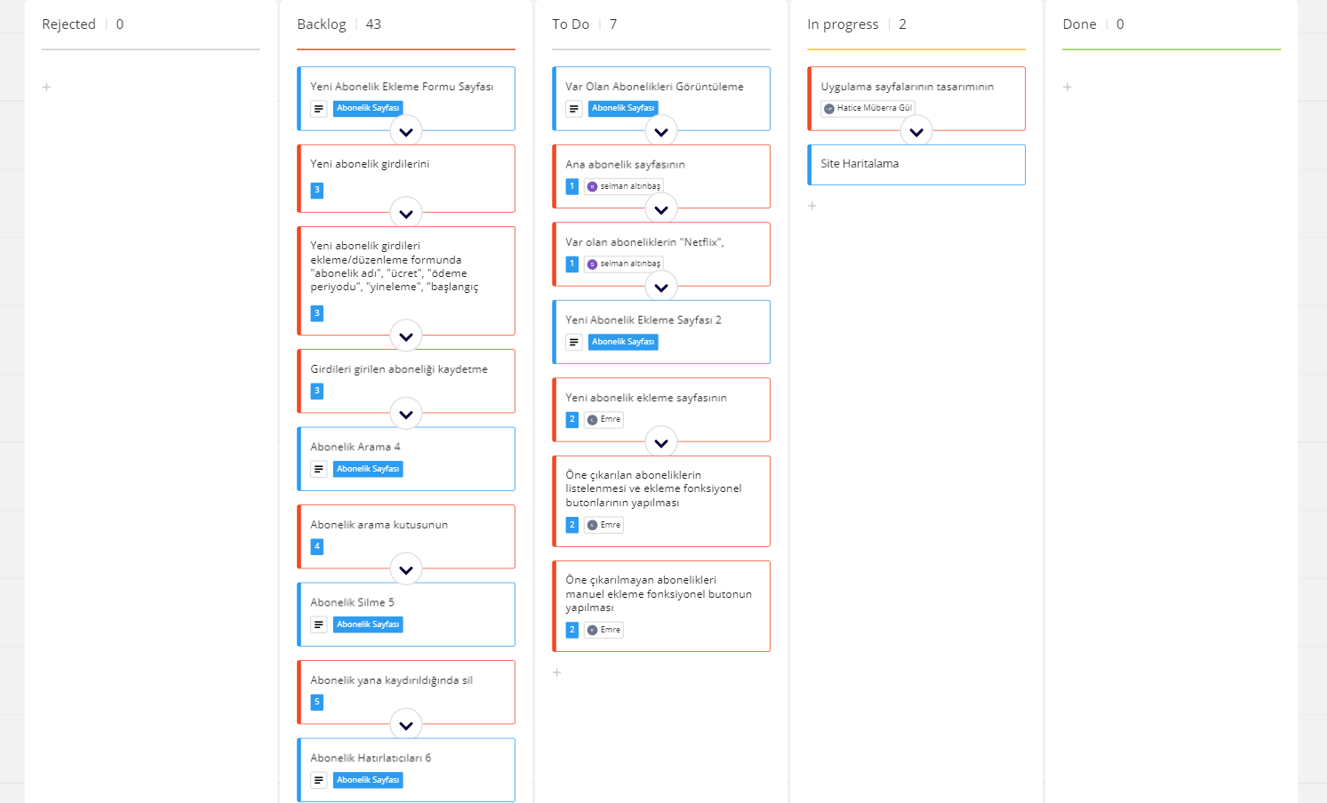 Rejected 0
+
Backlog 43
Yeni Abonelik Ekleme Formu Sayfası
Abonelik Sayfası
Yeni abonelik girdilerini
3
Yeni abonelik girdileri
ekleme/düzenleme formunda
"abonelik adı", "ücret", "ödeme
periyodu", "yineleme", "başlangıç
3
Girdileri girilen aboneliği kaydetme
3
Abonelik Arama 4
Abonelik Sayfası
Abonelik arama kutusunun
4
Abonelik Silme 5
Abonelik Sayfası
Abonelik yana kaydırıldığında sil
5
Abonelik Hatırlatıcıları 6
Abonelik Sayfası
To Do 7
Var Olan Abonelikleri Görüntüleme
Abonelik Sayfası
Ana abonelik sayfasının
1 selman altınbaş
Var olan aboneliklerin "Netflix",
1 selman altınbaş
Yeni Abonelik Ekleme Sayfası 2
Abonelik Sayfası
Yeni abonelik ekleme sayfasının
2 Emre
Öne çıkarılan aboneliklerin
listelenmesi ve ekleme fonksiyonel
butonlarının yapılması
2 Emre
Öne çıkarılmayan abonelikleri
manuel ekleme fonksiyonel butonun
yapılması
2 Emre
+
In progress 2
Uygulama sayfalarının tasarımının
Hatice Müberra Gül
Site Haritalama
+
Done 0
+